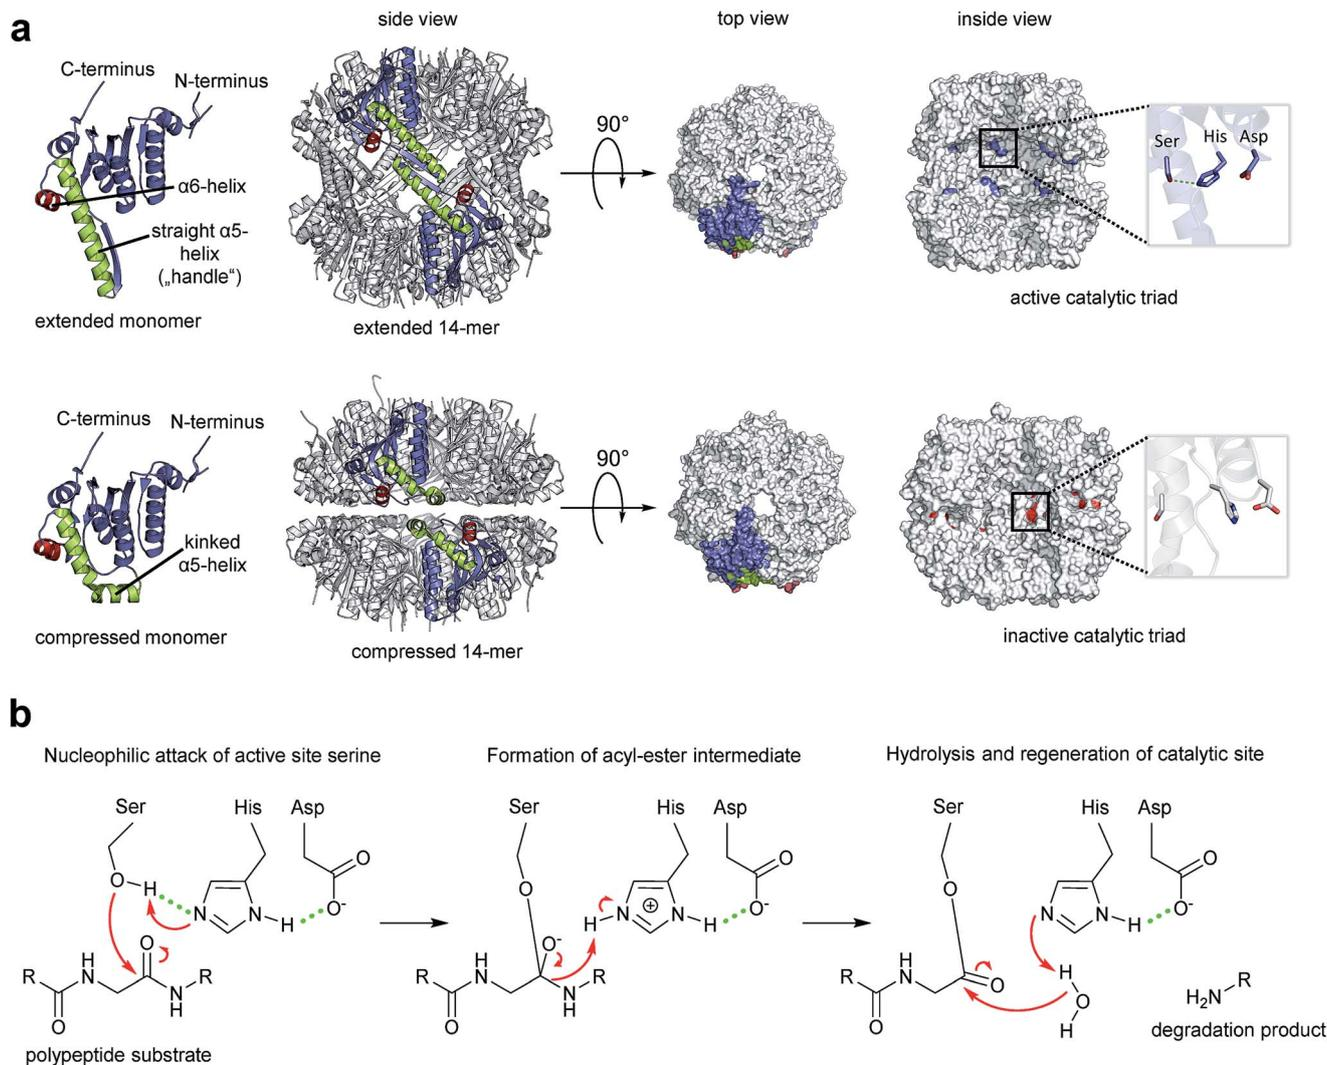 a
side view
top view
inside view
C-terminus
N-terminus
α6-helix
straight α5-
helix
(„handle“)
extended monomer
extended 14-mer
90°
Ser
His
Asp
active catalytic triad
C-terminus
N-terminus
kinked
α5-helix
compressed monomer
compressed 14-mer
90°
inactive catalytic triad
b
Nucleophilic attack of active site serine
Formation of acyl-ester intermediate
Hydrolysis and regeneration of catalytic site
Ser His Asp
O H N N H O O-
R N H O O N H R
polypeptide substrate
Ser His Asp
O H N ⊕ N H O O-
R N H O O- N H R
Ser His Asp
O N N H O O-
R N H O O
H O H
H2N R
degradation product